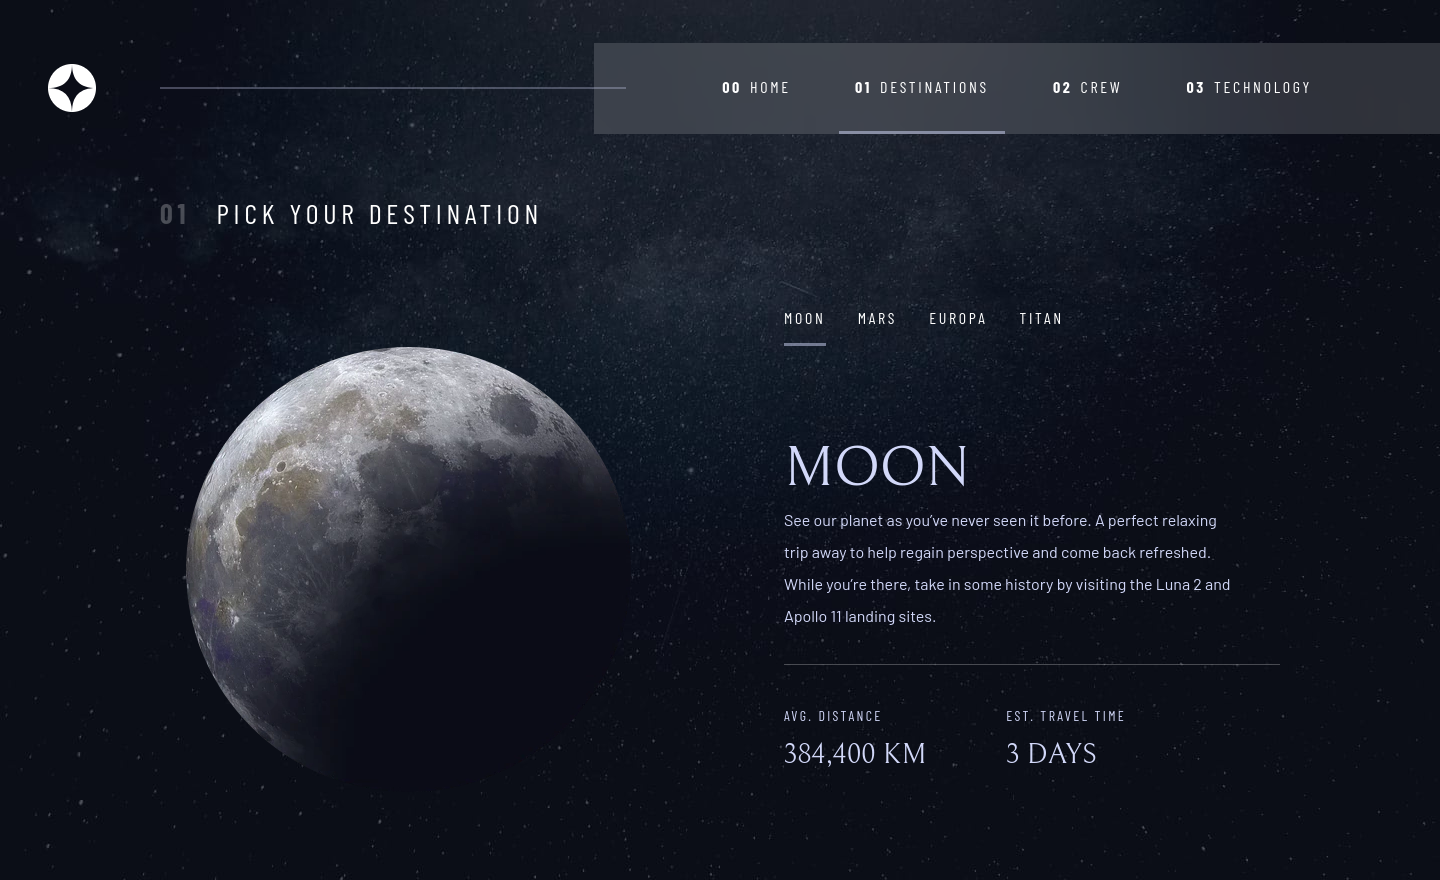 00 HOME 01 DESTINATIONS 02 CREW 03 TECHNOLOGY
01 PICK YOUR DESTINATION
MOON MARS EUROPA TITAN
MOON
See our planet as you’ve never seen it before. A perfect relaxing
trip away to help regain perspective and come back refreshed.
While you’re there, take in some history by visiting the Luna 2 and
Apollo 11 landing sites.
AVG. DISTANCE
384,400 KM
EST. TRAVEL TIME
3 DAYS